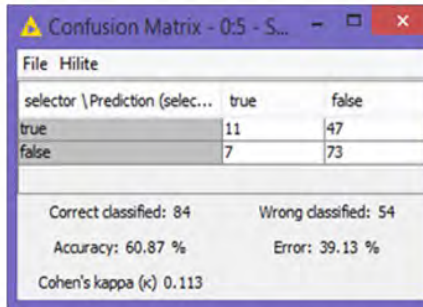 Confusion Matrix - 0:5 - S...
File Hilite
selector \ Prediction (selec... true false
true 11 47
false 7 73
Correct classified: 84 Wrong classified: 54
Accuracy: 60.87 % Error: 39.13 %
Cohen's kappa (κ) 0.113